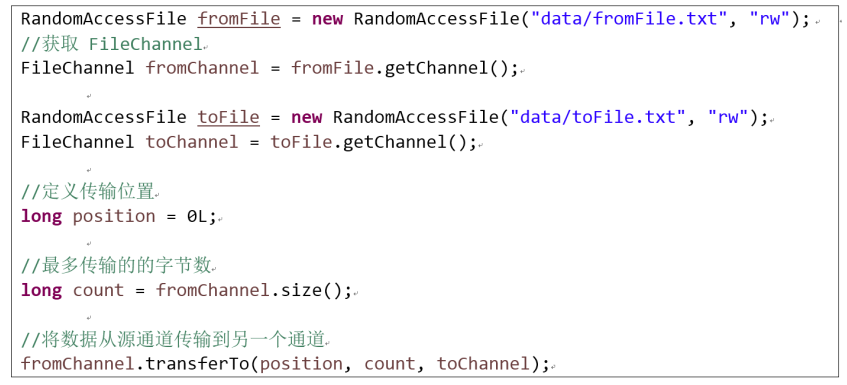 RandomAccessFile fromFile = new RandomAccessFile("data/fromFile.txt", "rw");
//获取 FileChannel
FileChannel fromChannel = fromFile.getChannel();
RandomAccessFile toFile = new RandomAccessFile("data/toFile.txt", "rw");
FileChannel toChannel = toFile.getChannel();
//定义传输位置
long position = 0L;
//最多传输的的字节数
long count = fromChannel.size();
//将数据从源通道传输到另一个通道
fromChannel.transferTo(position, count, toChannel);